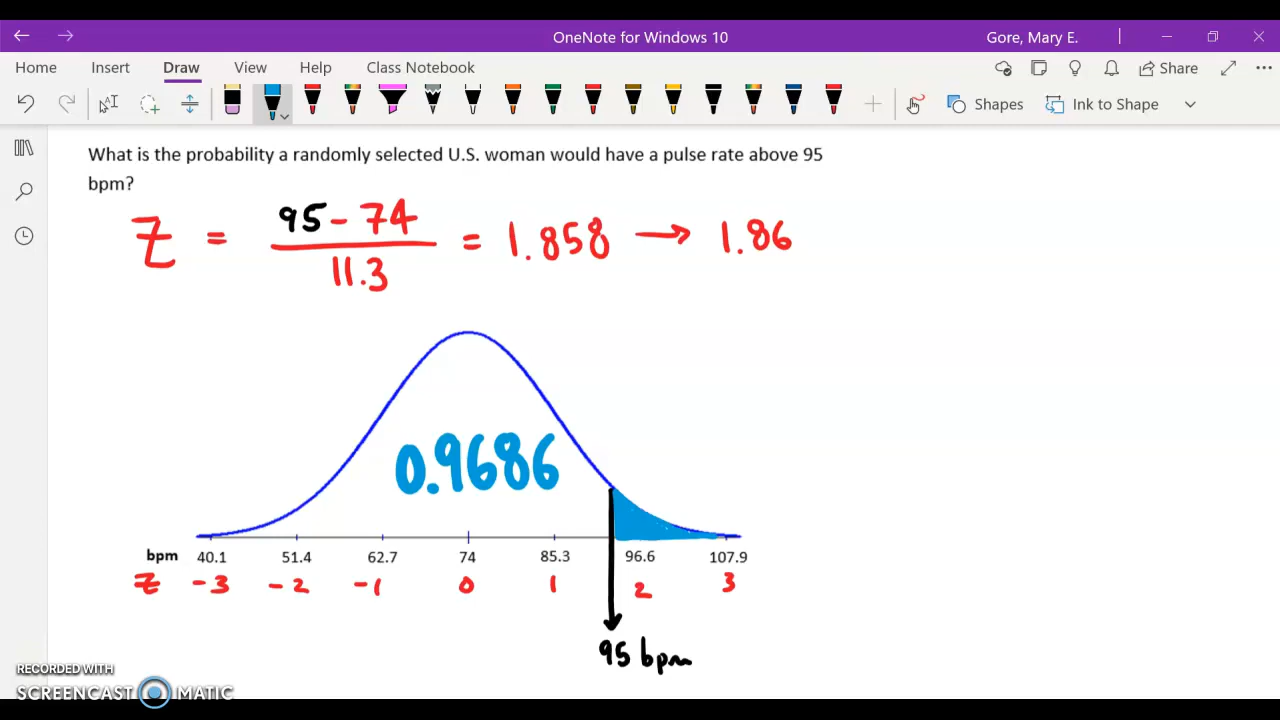 OneNote for Windows 10
Gore, Mary E.
Home Insert Draw View Help Class Notebook
Share
Shapes Ink to Shape
What is the probability a randomly selected U.S. woman would have a pulse rate above 95
bpm?
Z = 95 - 74 / 11.3 = 1.858 → 1.86
0.9686
bpm 40.1 51.4 62.7 74 85.3 96.6 107.9
Z -3 -2 -1 0 1 2 3
95 bpm
RECORDED WITH
SCREENCAST MATIC